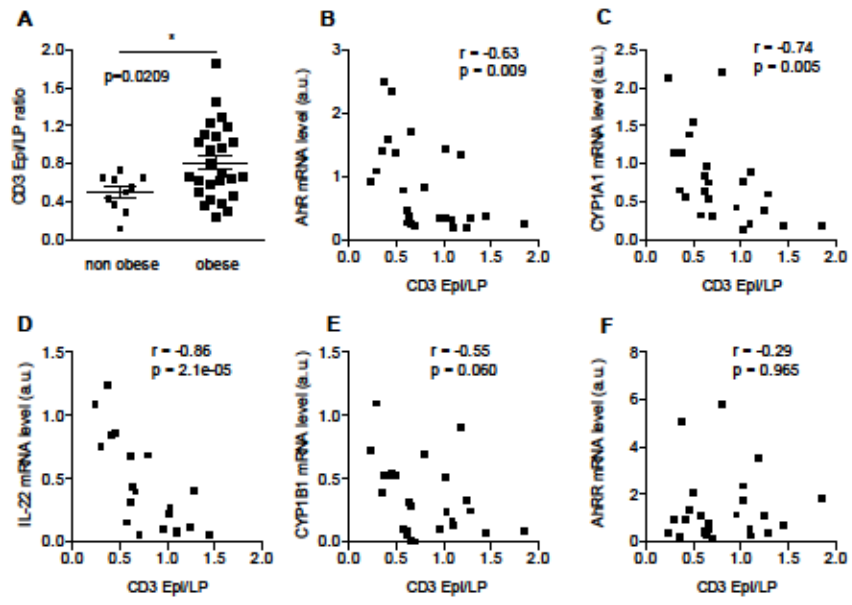 A
*
p=0.0209
CD3 Epi/LP ratio
2.0
1.6
1.2
0.8
0.4
0.0
non obese
obese
B
r = -0.63
p = 0.009
AhR mRNA level (a.u.)
3
2
1
0
0.0 0.5 1.0 1.5 2.0
CD3 Epi/LP
C
r = -0.74
p = 0.005
CYP1A1 mRNA level (a.u.)
2.5
2.0
1.5
1.0
0.5
0.0
0.0 0.5 1.0 1.5 2.0
CD3 Epi/LP
D
r = -0.86
p = 2.1e-05
IL-22 mRNA level (a.u.)
1.5
1.0
0.5
0.0
0.0 0.5 1.0 1.5 2.0
CD3 Epi/LP
E
r = -0.55
p = 0.060
CYP1B1 mRNA level (a.u.)
1.5
1.0
0.5
0.0
0.0 0.5 1.0 1.5 2.0
CD3 Epi/LP
F
r = -0.29
p = 0.965
AhRR mRNA level (a.u.)
8
6
4
2
0
0.0 0.5 1.0 1.5 2.0
CD3 Epi/LP